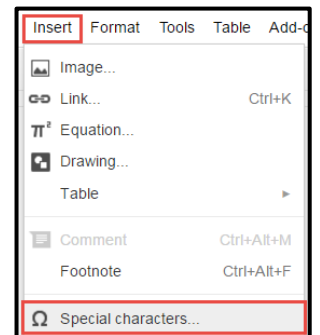 Insert Format Tools Table Add-
Image...
Link... Ctrl+K
π² Equation...
Drawing...
Table ►
Comment Ctrl+Alt+M
Footnote Ctrl+Alt+F
Ω Special characters...